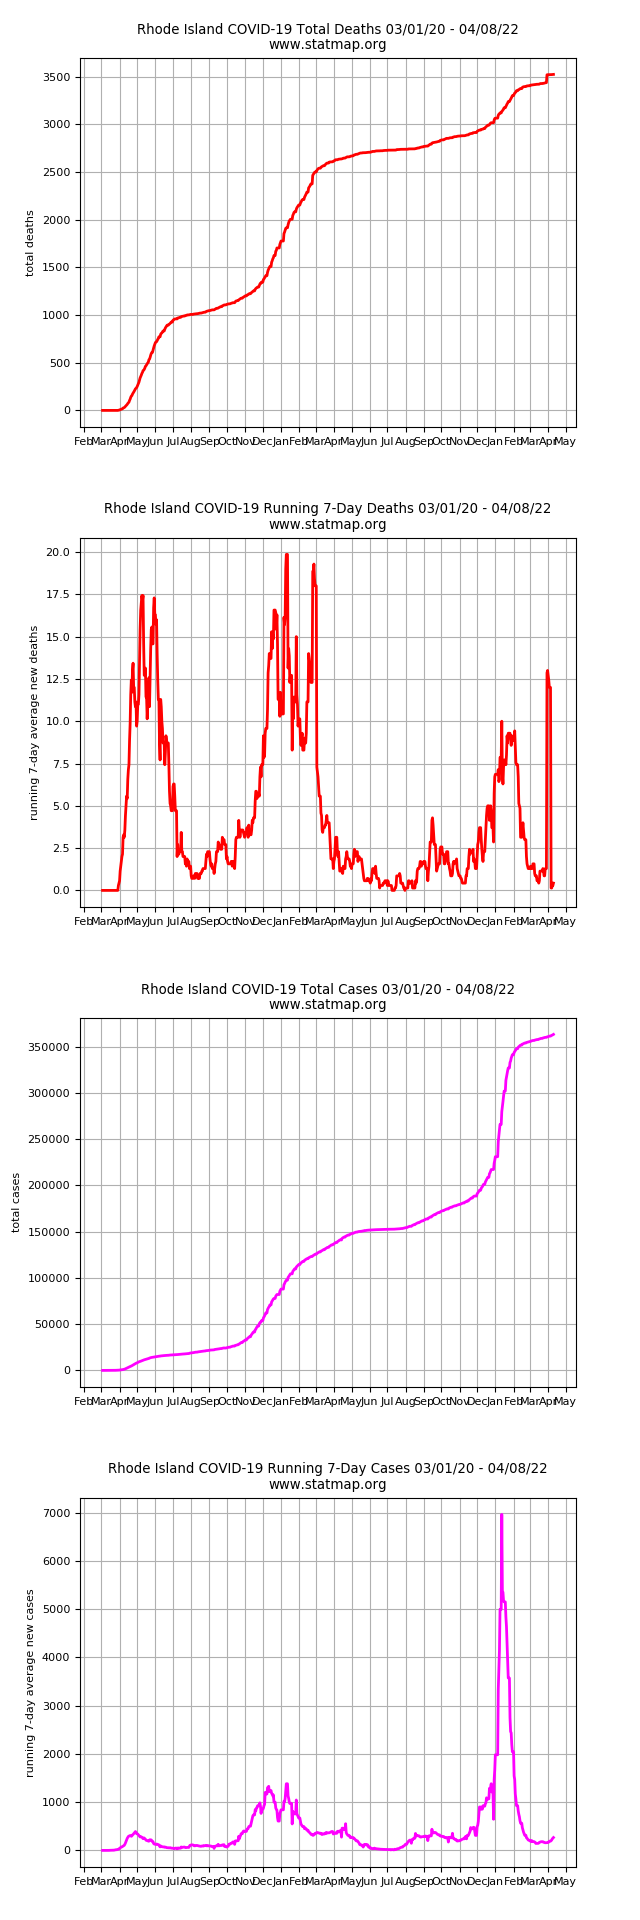 Rhode Island COVID-19 Total Deaths 03/01/20 - 04/08/22
www.statmap.org
3500
3000
2500
2000
1500
1000
500
0
total deaths
Feb Mar Apr May Jun Jul Aug Sep Oct Nov Dec Jan Feb Mar Apr May Jun Jul Aug Sep Oct Nov Dec Jan Feb Mar Apr May
Rhode Island COVID-19 Running 7-Day Deaths 03/01/20 - 04/08/22
www.statmap.org
20.0
17.5
15.0
12.5
10.0
7.5
5.0
2.5
0.0
running 7-day average new deaths
Feb Mar Apr May Jun Jul Aug Sep Oct Nov Dec Jan Feb Mar Apr May Jun Jul Aug Sep Oct Nov Dec Jan Feb Mar Apr May
Rhode Island COVID-19 Total Cases 03/01/20 - 04/08/22
www.statmap.org
350000
300000
250000
200000
150000
100000
50000
0
total cases
Feb Mar Apr May Jun Jul Aug Sep Oct Nov Dec Jan Feb Mar Apr May Jun Jul Aug Sep Oct Nov Dec Jan Feb Mar Apr May
Rhode Island COVID-19 Running 7-Day Cases 03/01/20 - 04/08/22
www.statmap.org
7000
6000
5000
4000
3000
2000
1000
0
running 7-day average new cases
Feb Mar Apr May Jun Jul Aug Sep Oct Nov Dec Jan Feb Mar Apr May Jun Jul Aug Sep Oct Nov Dec Jan Feb Mar Apr May